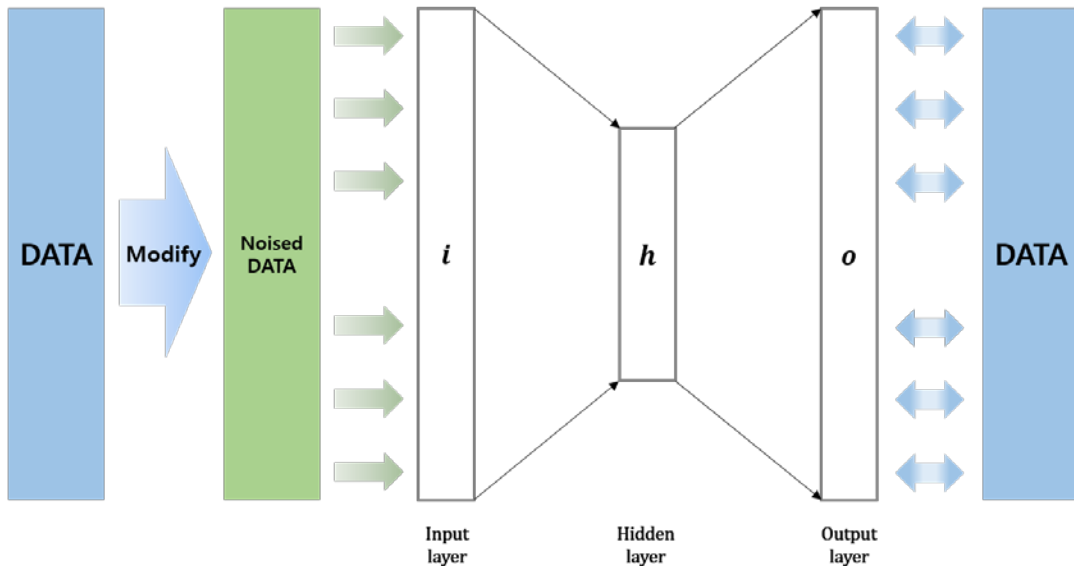 DATA
Modify
Noised
DATA
i
h
o
DATA
Input
layer
Hidden
layer
Output
layer